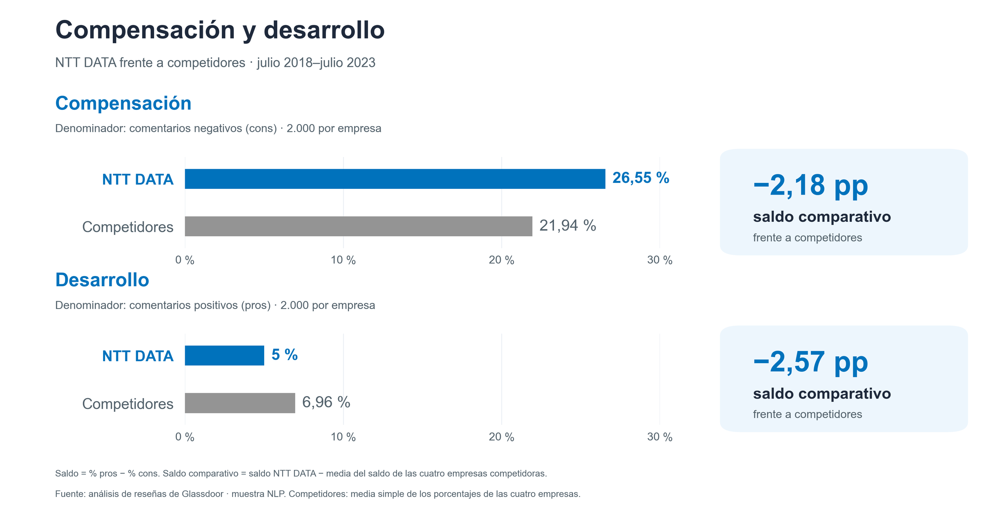 Compensación y desarrollo
NTT DATA frente a competidores · julio 2018–julio 2023
Compensación
Denominador: comentarios negativos (cons) · 2.000 por empresa
NTT DATA
26,55 %
Competidores
21,94 %
0 %
10 %
20 %
30 %
−2,18 pp
saldo comparativo
frente a competidores
Desarrollo
Denominador: comentarios positivos (pros) · 2.000 por empresa
NTT DATA
5 %
Competidores
6,96 %
0 %
10 %
20 %
30 %
−2,57 pp
saldo comparativo
frente a competidores
Saldo = % pros − % cons. Saldo comparativo = saldo NTT DATA − media del saldo de las cuatro empresas competidoras.
Fuente: análisis de reseñas de Glassdoor · muestra NLP. Competidores: media simple de los porcentajes de las cuatro empresas.